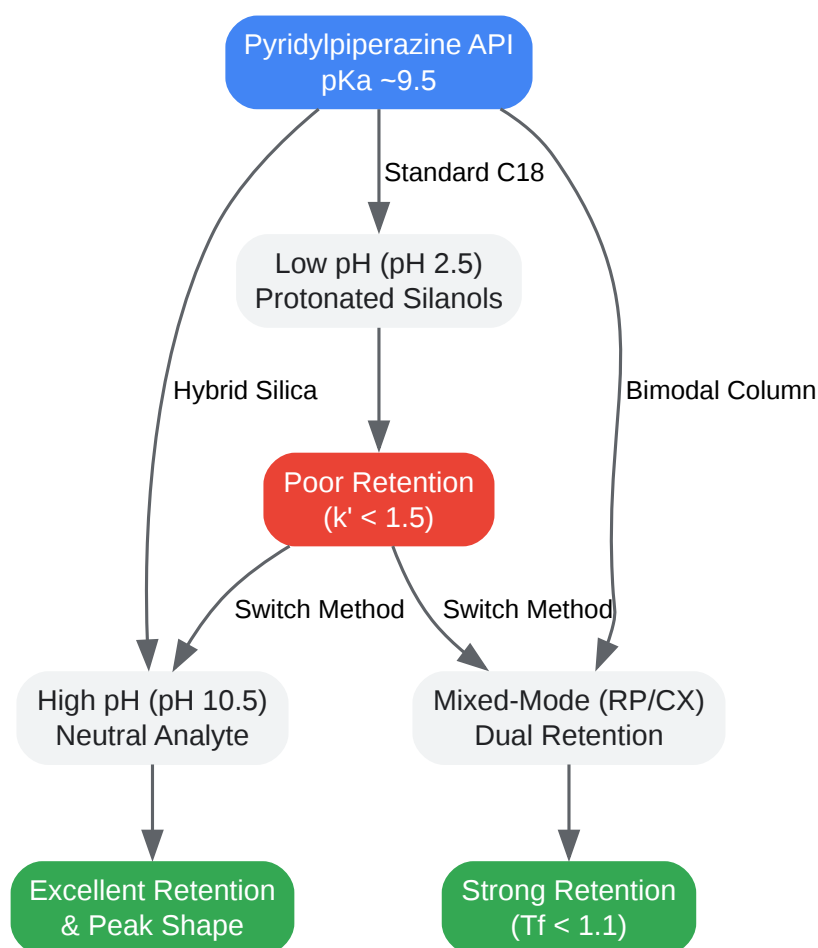 Pyridylpiperazine API
pKa ~9.5
Standard C18
Low pH (pH 2.5)
Protonated Silanols
Hybrid Silica
Bimodal Column
Poor Retention
(k' < 1.5)
Switch Method
Switch Method
High pH (pH 10.5)
Neutral Analyte
Mixed-Mode (RP/CX)
Dual Retention
Excellent Retention
& Peak Shape
Strong Retention
(Tf < 1.1)